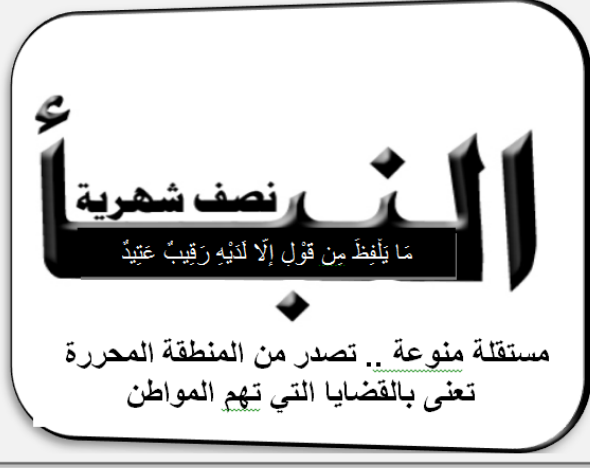 النبأ
نصف شهرية
مَا يَلْفِظُ مِن قَوْلٍ إِلَّا لَدَيْهِ رَقِيبٌ عَتِيدٌ
مستقلة منوعة .. تصدر من المنطقة المحررة
تعنى بالقضايا التي تهم المواطن